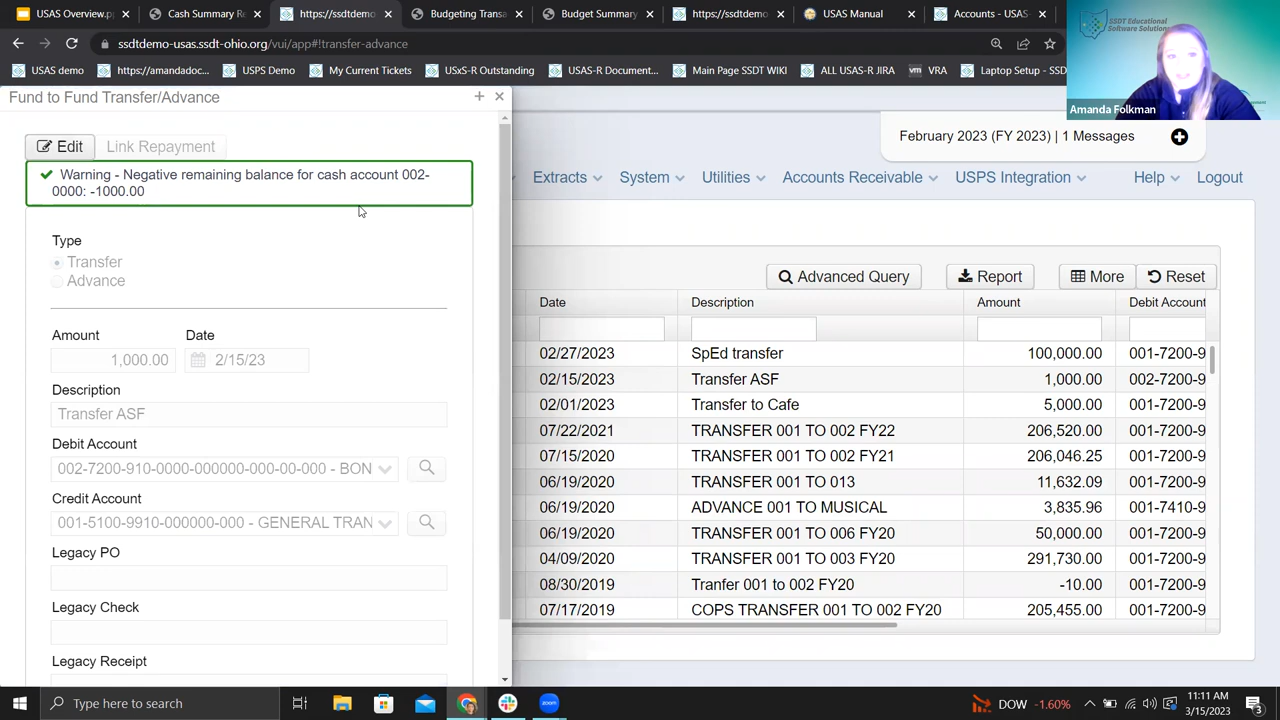 USAS Overview.p
Cash Summary Re
https://ssdtdemo
Budgeting Transa
Budget Summary
https://ssdtdemo
USAS Manual
Accounts - USAS
ssdtdemo-usas.ssdt-ohio.org/vui/app#!transfer-advance
USAS demo
https://amandadoc
USPS Demo
My Current Tickets
USxS-R Outstanding
USAS-R Document...
Main Page SSDT WIKI
ALL USAS-R JIRA
VRA
Laptop Setup - SSD
SSDT Educational
Software Solutions
Amanda Folkman
Fund to Fund Transfer/Advance
February 2023 (FY 2023) | 1 Messages
Edit
Link Repayment
Warning - Negative remaining balance for cash account 002-
0000: -1000.00
Extracts
System
Utilities
Accounts Receivable
USPS Integration
Help
Logout
Type
Transfer
Advance
Amount
Date
1,000.00
2/15/23
Description
Transfer ASF
Debit Account
002-7200-910-0000-000000-000-00-000 - BON
Credit Account
001-5100-9910-000000-000 - GENERAL TRAN
Legacy PO
Legacy Check
Legacy Receipt
Advanced Query
Report
More
Reset
Date Description Amount Debit Account
02/27/2023 SpEd transfer 100,000.00 001-7200-9
02/15/2023 Transfer ASF 1,000.00 002-7200-9
02/01/2023 Transfer to Cafe 5,000.00 001-7200-9
07/22/2021 TRANSFER 001 TO 002 FY22 206,520.00 001-7200-9
07/15/2020 TRANSFER 001 TO 002 FY21 206,046.25 001-7200-9
06/19/2020 TRANSFER 001 TO 013 11,632.09 001-7200-9
06/19/2020 ADVANCE 001 TO MUSICAL 3,835.96 001-7410-9
06/19/2020 TRANSFER 001 TO 006 FY20 50,000.00 001-7200-9
04/09/2020 TRANSFER 001 TO 003 FY20 291,730.00 001-7200-9
08/30/2019 Tranfer 001 to 002 FY20 -10.00 001-7200-9
07/17/2019 COPS TRANSFER 001 TO 002 FY20 205,455.00 001-7200-9
Type here to search
DOW -1.60%
11:11 AM
3/15/2023
3